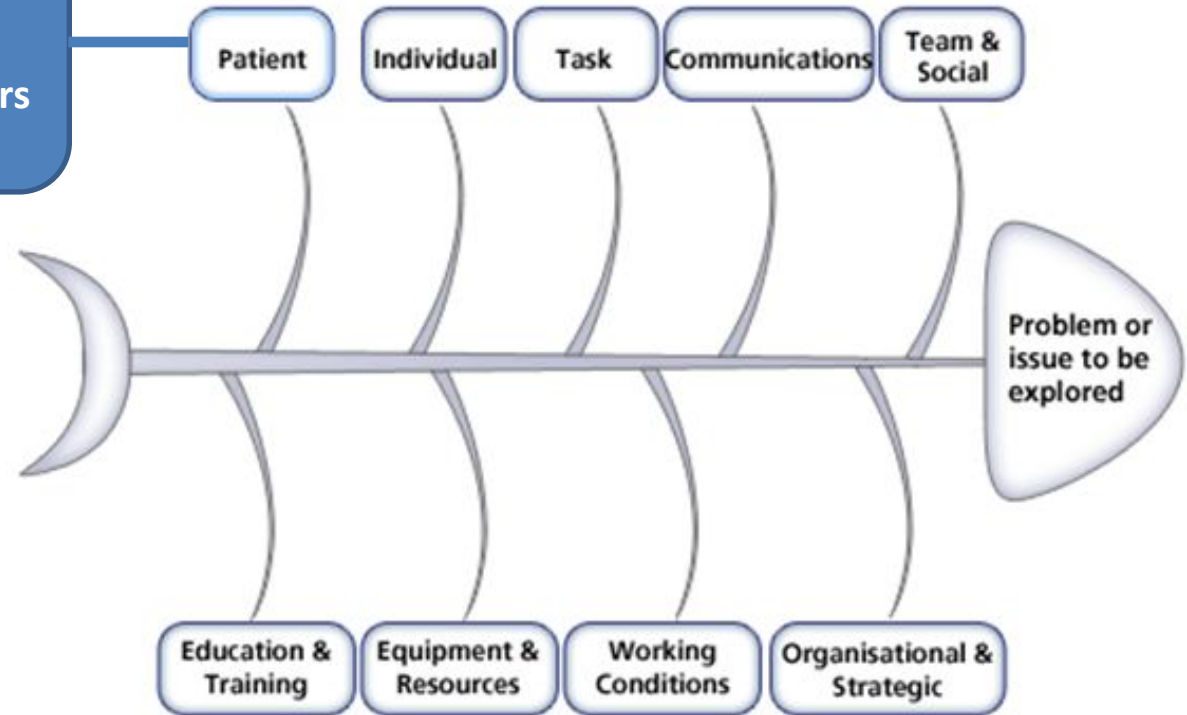 rs
Patient
Individual
Task
Communications
Team &
Social
Problem or
issue to be
explored
Education &
Training
Equipment &
Resources
Working
Conditions
Organisational &
Strategic